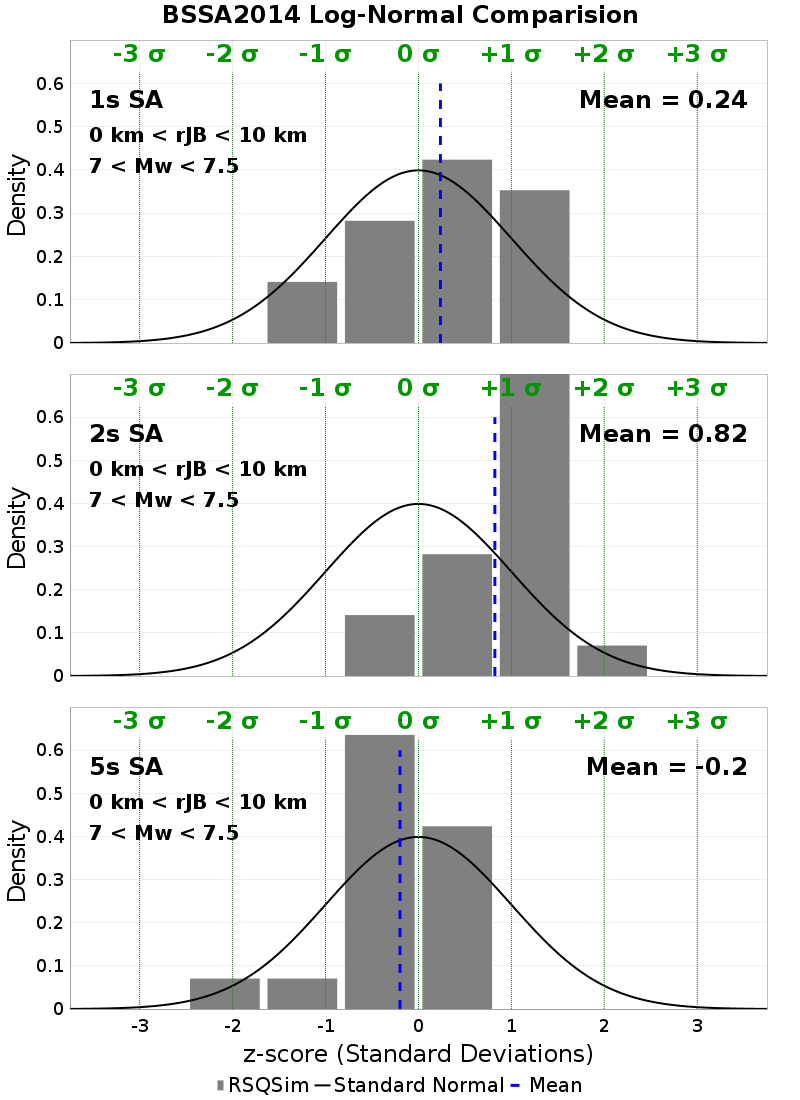 BSSA2014 Log-Normal Comparision
-3 σ -2 σ -1 σ 0 σ +1 σ +2 σ +3 σ
1s SA Mean = 0.24
0 km < rJB < 10 km
7 < Mw < 7.5
0.6
0.5
0.4
0.3
0.2
0.1
0
Density
-3 σ -2 σ -1 σ 0 σ +1 σ +2 σ +3 σ
2s SA Mean = 0.82
0 km < rJB < 10 km
7 < Mw < 7.5
0.6
0.5
0.4
0.3
0.2
0.1
0
Density
-3 σ -2 σ -1 σ 0 σ +1 σ +2 σ +3 σ
5s SA Mean = -0.2
0 km < rJB < 10 km
7 < Mw < 7.5
0.6
0.5
0.4
0.3
0.2
0.1
0
Density
-3 -2 -1 0 1 2 3
z-score (Standard Deviations)
RSQSim Standard Normal Mean